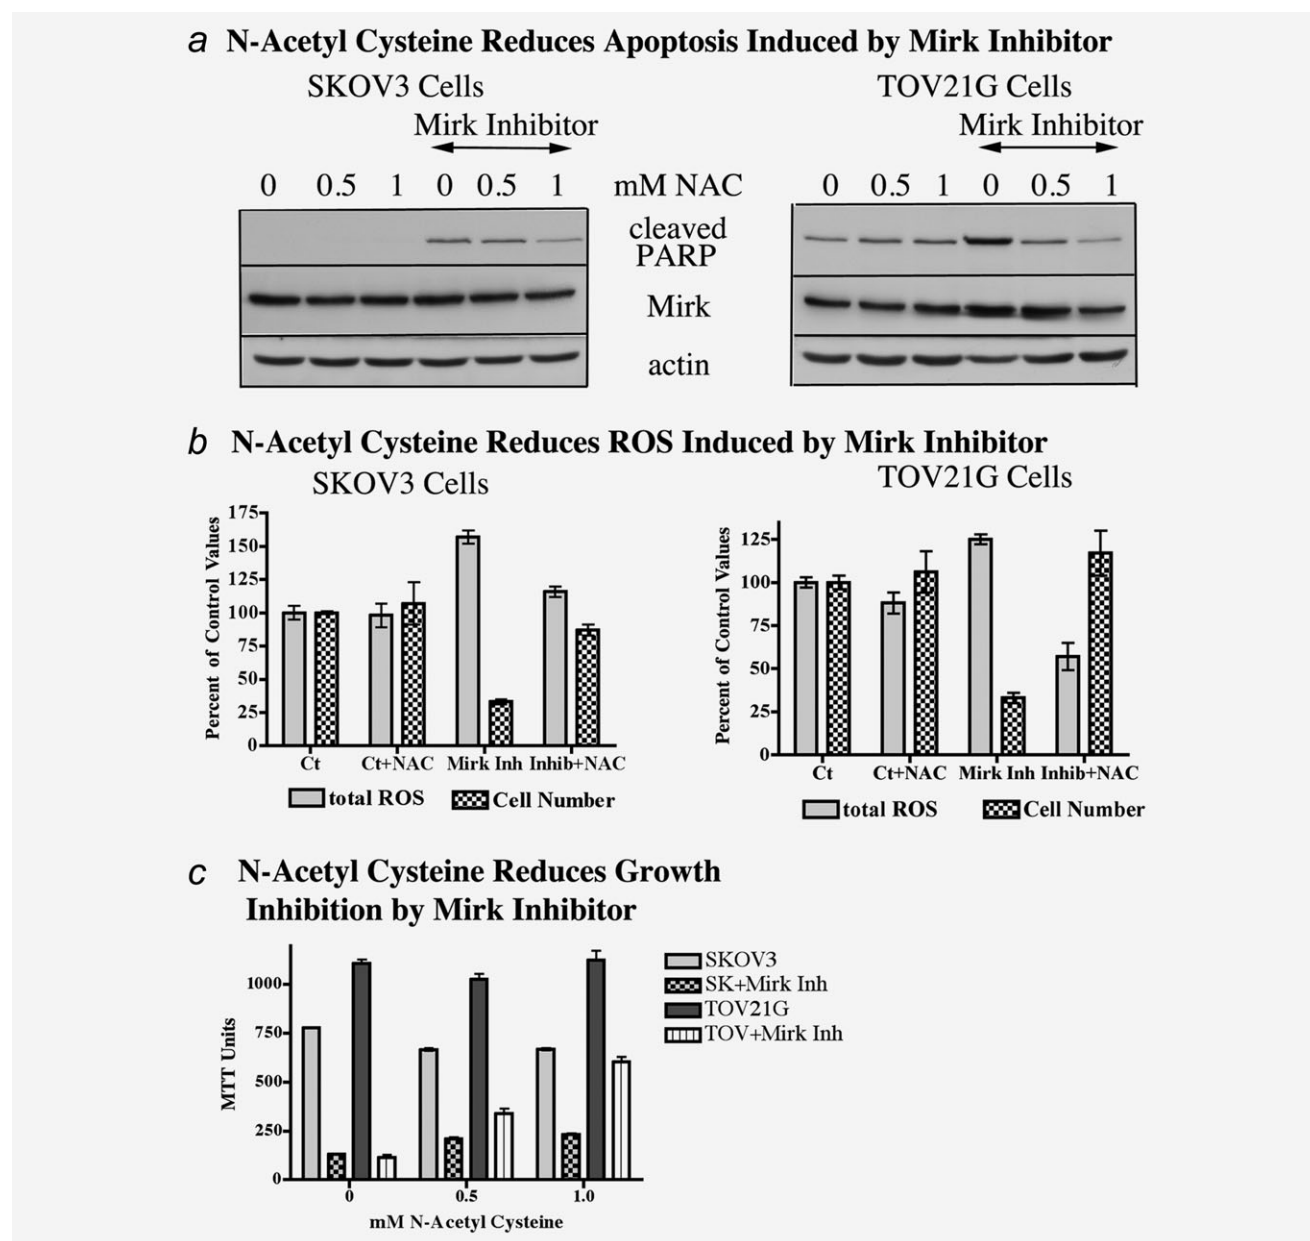 a N-Acetyl Cysteine Reduces Apoptosis Induced by Mirk Inhibitor
SKOV3 Cells
TOV21G Cells
Mirk Inhibitor
Mirk Inhibitor
0 0.5 1 0 0.5 1 mM NAC 0 0.5 1 0 0.5 1
cleaved
PARP
Mirk
actin
b N-Acetyl Cysteine Reduces ROS Induced by Mirk Inhibitor
SKOV3 Cells
TOV21G Cells
Percent of Control Values
175
150
125
100
75
50
25
0
Ct Ct+NAC Mirk Inh Inhib+NAC
total ROS Cell Number
Percent of Control Values
125
100
75
50
25
0
Ct Ct+NAC Mirk Inh Inhib+NAC
total ROS Cell Number
c N-Acetyl Cysteine Reduces Growth
Inhibition by Mirk Inhibitor
MTT Units
1000
750
500
250
0
0 0.5 1.0
mM N-Acetyl Cysteine
SKOV3
SK+Mirk Inh
TOV21G
TOV+Mirk Inh